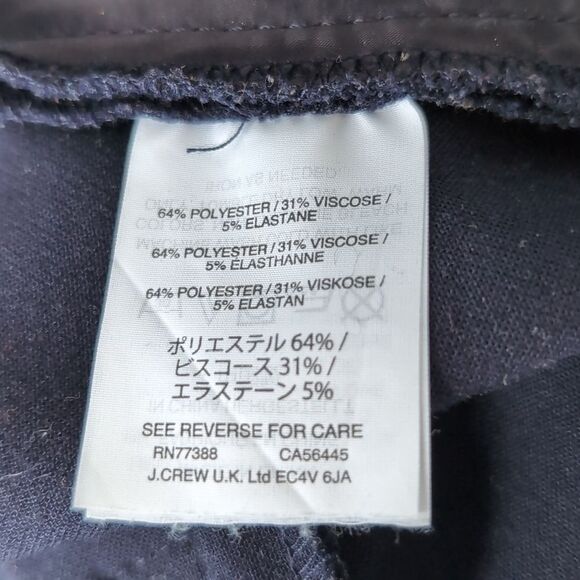 64% POLYESTER / 31% VISCOSE /
5% ELASTANE
64% POLYESTER / 31% VISCOSE /
5% ÉLASTHANNE
64% POLYESTER / 31% VISKOSE /
5% ELASTAN
ポリエステル 64% /
ビスコース 31% /
エラステーン 5%
SEE REVERSE FOR CARE
RN77388 CA56445
J.CREW U.K. Ltd EC4V 6JA